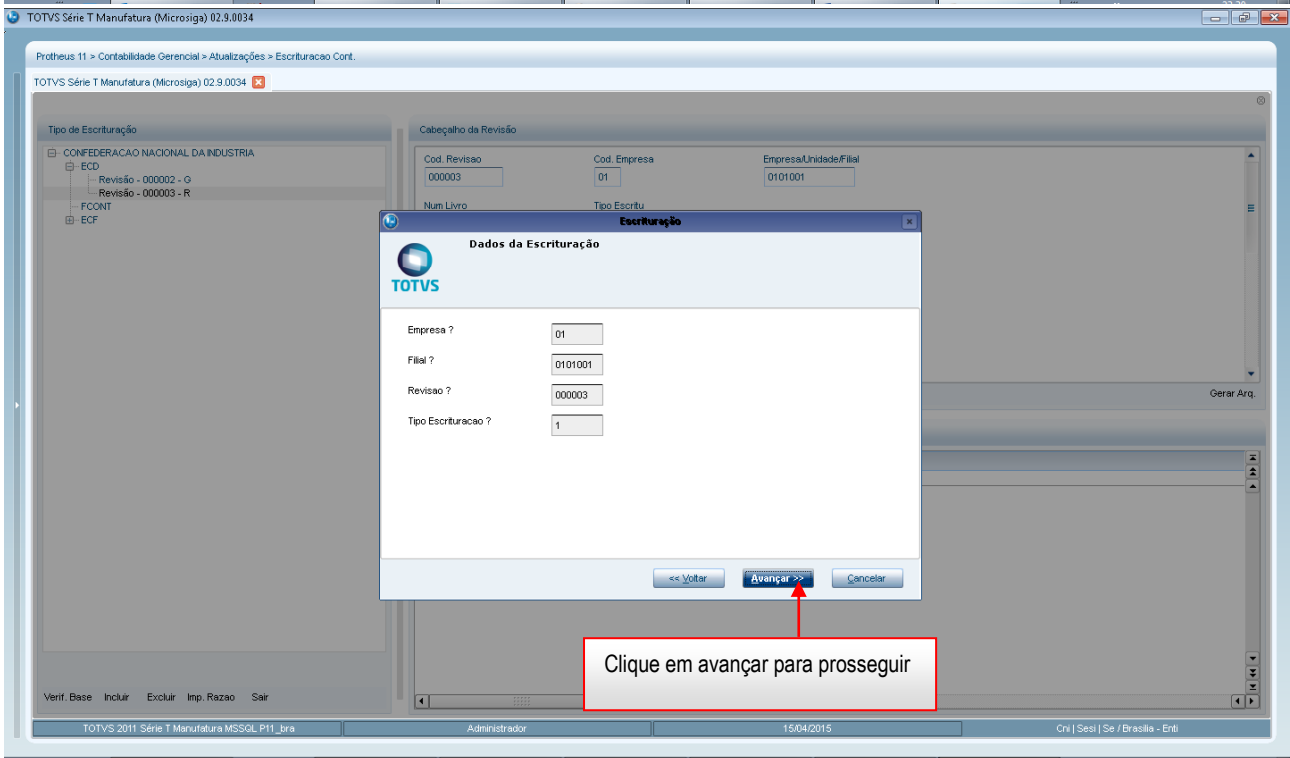 TOTVS Série T Manufatura (Microsiga) 02.9.0034
Protheus 11 > Contabilidade Gerencial > Atualizações > Escrituracao Cont.
TOTVS Série T Manufatura (Microsiga) 02.9.0034
Tipo de Escrituração
CONFEDERACAO NACIONAL DA INDUSTRIA
ECD
Revisão - 000002 - G
Revisão - 000003 - R
FCONT
ECF
Verif. Base Incluir Excluir Imp. Razao Sair
Cabeçalho da Revisão
Cod. Revisao Cod. Empresa Empresa/Unidade/Filial
000003 01 0101001
Num Livro Tipo Escritu
Gerar Arq.
Escrituração
Dados da Escrituração
TOTVS
Empresa ? 01
Filial ? 0101001
Revisao ? 000003
Tipo Escrituracao ? 1
<< Voltar Avançar >> Cancelar
Clique em avançar para prosseguir
TOTVS 2011 Série T Manufatura MSSQL P11_bra Administrador 15/04/2015 Cni | Sesi | Se / Brasilia - Enti